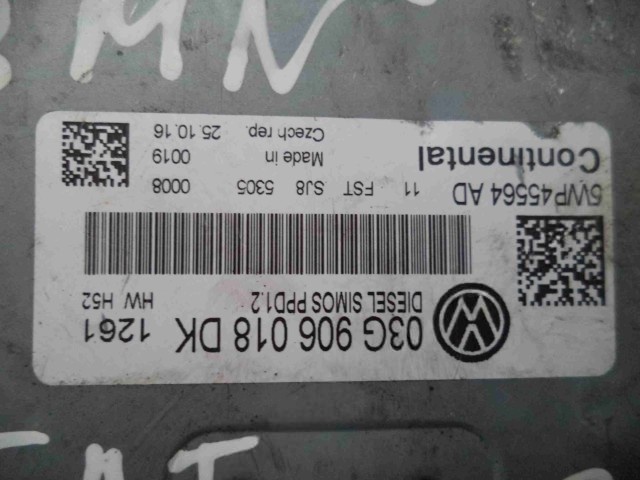 03G 906 018 DK 1261
DIESEL SIMOS PPD1.2 HW H52
5WP45564 AD 11 FST SJ8 5305 0008
Continental Made in 0019
Czech rep. 25.10.16